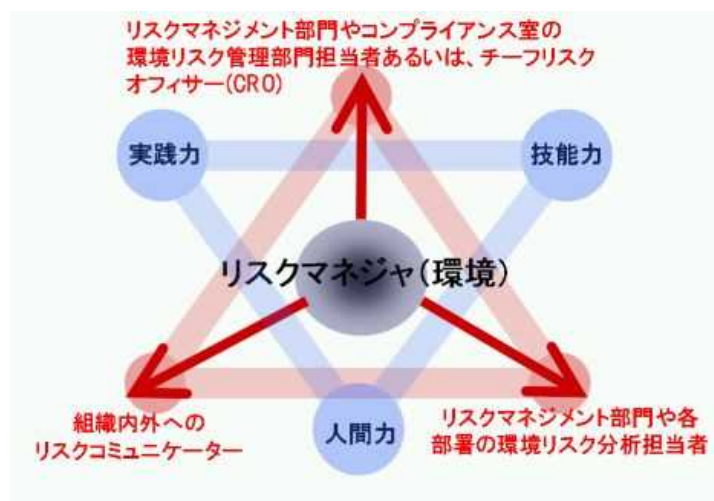 リスクマネジメント部門やコンプライアンス室の
環境リスク管理部門担当者あるいは、チーフリスク
オフィサー(CRO)
実践力
技能力
リスクマネジャ(環境)
組織内外への
リスクコミュニケーター
人間力
リスクマネジメント部門や各
部署の環境リスク分析担当者